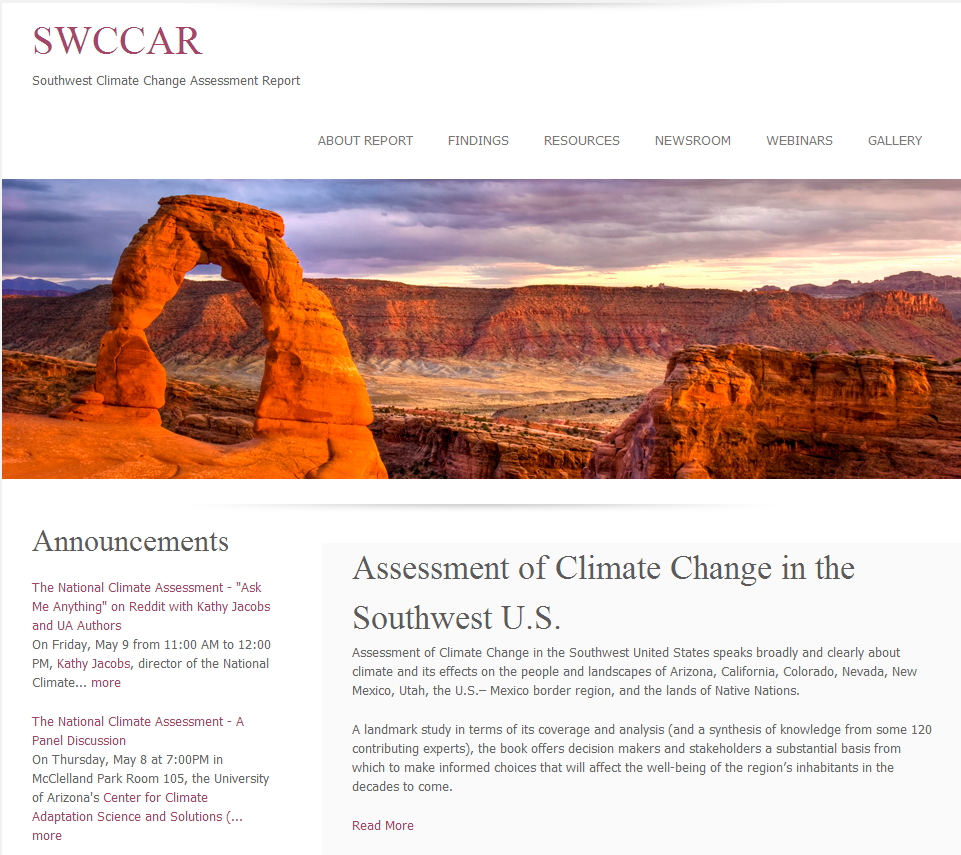 SWCCAR
Southwest Climate Change Assessment Report
ABOUT REPORT FINDINGS RESOURCES NEWSROOM WEBINARS GALLERY
Announcements
The National Climate Assessment - "Ask
Me Anything" on Reddit with Kathy Jacobs
and UA Authors
On Friday, May 9 from 11:00 AM to 12:00
PM, Kathy Jacobs, director of the National
Climate... more
The National Climate Assessment - A
Panel Discussion
On Thursday, May 8 at 7:00PM in
McClelland Park Room 105, the University
of Arizona's Center for Climate
Adaptation Science and Solutions (...
more
Assessment of Climate Change in the
Southwest U.S.
Assessment of Climate Change in the Southwest United States speaks broadly and clearly about
climate and its effects on the people and landscapes of Arizona, California, Colorado, Nevada, New
Mexico, Utah, the U.S.– Mexico border region, and the lands of Native Nations.
A landmark study in terms of its coverage and analysis (and a synthesis of knowledge from some 120
contributing experts), the book offers decision makers and stakeholders a substantial basis from
which to make informed choices that will affect the well-being of the region’s inhabitants in the
decades to come.
Read More